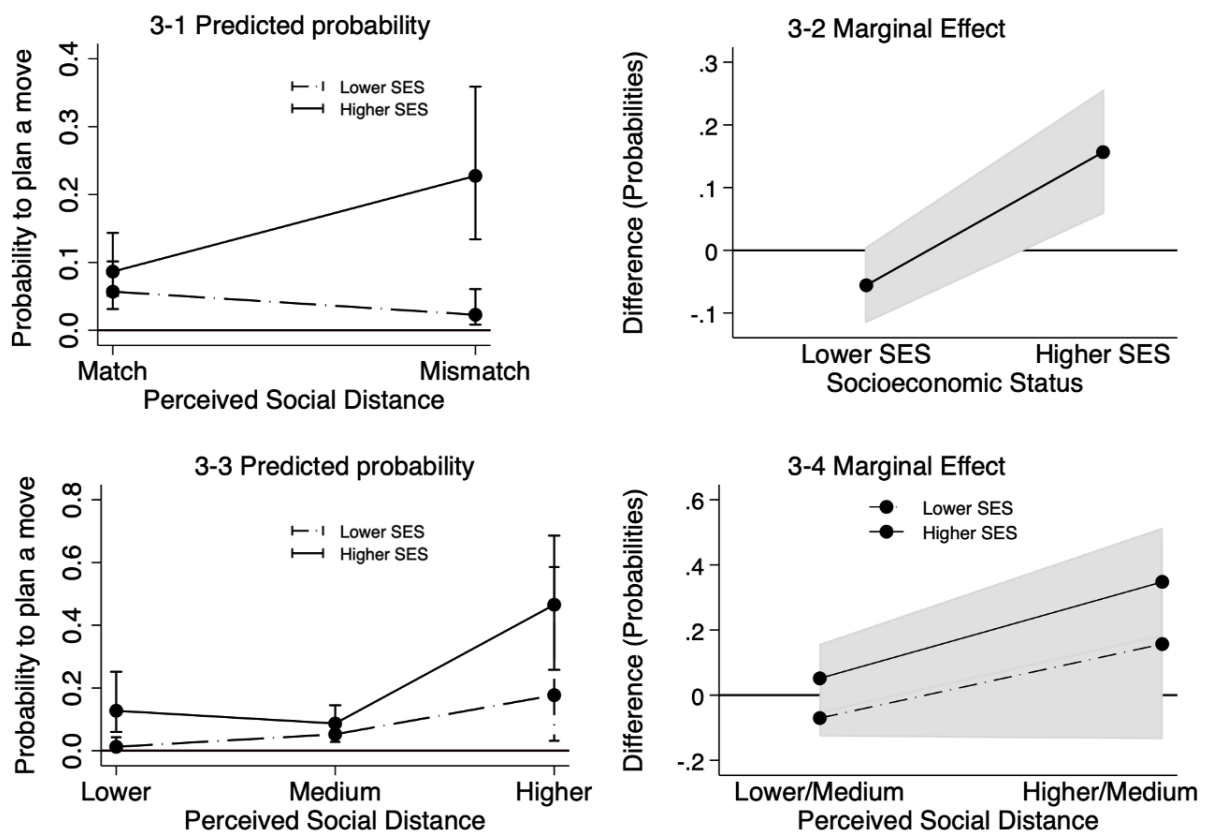 3-1 Predicted probability
Probability to plan a move
0.4
0.3
0.2
0.1
0.0
Lower SES
Higher SES
Match
Mismatch
Perceived Social Distance
3-2 Marginal Effect
Difference (Probabilities)
.3
.2
.1
0
-.1
Lower SES
Higher SES
Socioeconomic Status
3-3 Predicted probability
Probability to plan a move
0.8
0.6
0.4
0.2
0.0
Lower SES
Higher SES
Lower
Medium
Higher
Perceived Social Distance
3-4 Marginal Effect
Difference (Probabilities)
.6
.4
.2
0
-.2
Lower SES
Higher SES
Lower/Medium
Higher/Medium
Perceived Social Distance